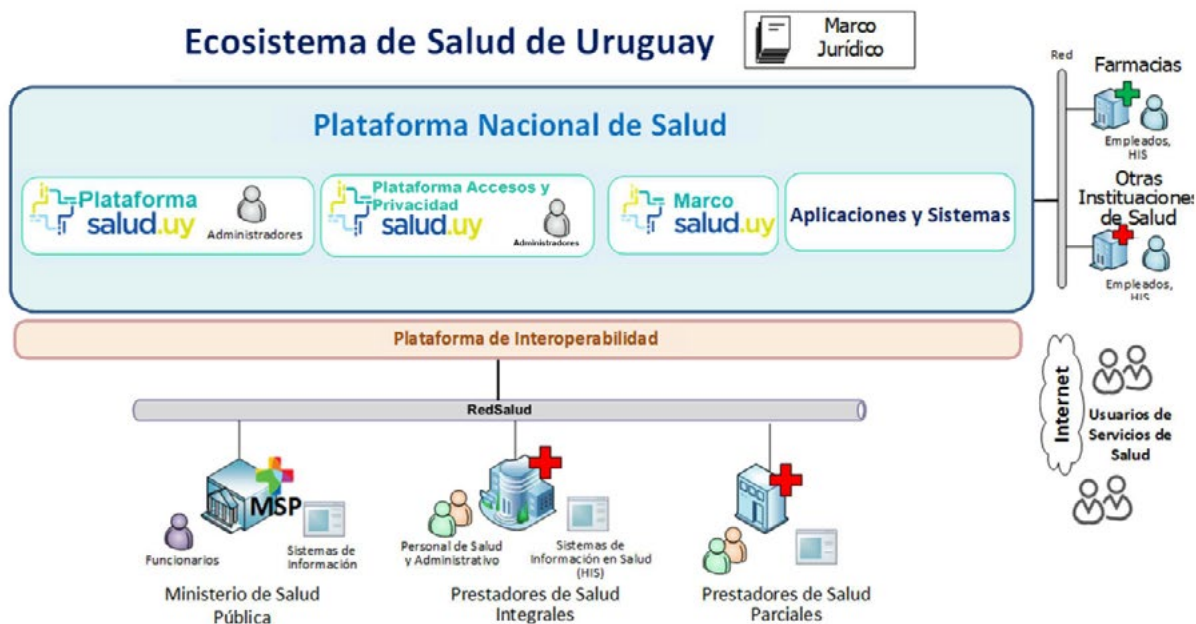 Ecosistema de Salud de Uruguay
Marco
Jurídico
Plataforma Nacional de Salud
Plataforma
salud.uy
Administradores
Plataforma Accesos y
Privacidad
salud.uy
Administradores
Marco
salud.uy
Aplicaciones y Sistemas
Red
Farmacias
Empleados,
HIS
Otras
Instituaciones
de Salud
Empleados,
HIS
Plataforma de Interoperabilidad
RedSalud
Internet
Usuarios de
Servicios de
Salud
MSP
Funcionarios
Sistemas de
Información
Ministerio de Salud
Pública
Personal de Salud
y Administrativo
Sistemas de
Información en Salud
(HIS)
Prestadores de Salud
Integrales
Prestadores de Salud
Parciales